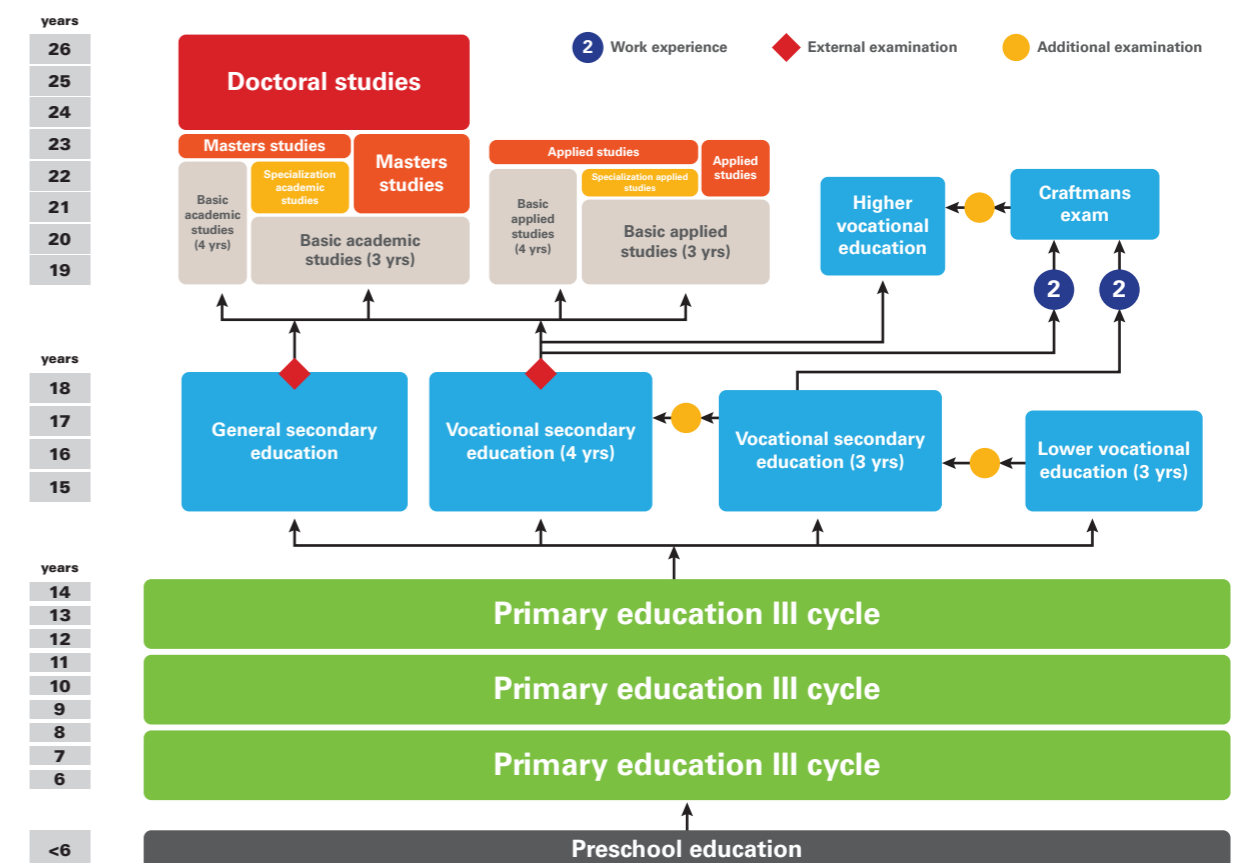 years
26
25
24
23
22
21
20
19
2 Work experience
External examination
Additional examination
Doctoral studies
Masters studies
Masters
studies
Specialization
academic
studies
Basic
academic
studies
(4 yrs)
Basic academic
studies (3 yrs)
Applied studies
Applied
studies
Specialization applied
studies
Basic
applied
studies
(4 yrs)
Basic applied
studies (3 yrs)
Higher
vocational
education
Craftmans
exam
2
2
years
18
17
16
15
General secondary
education
Vocational secondary
education (4 yrs)
Vocational secondary
education (3 yrs)
Lower vocational
education (3 yrs)
years
14
13
12
11
10
9
8
7
6
Primary education III cycle
Primary education III cycle
Primary education III cycle
<6
Preschool education